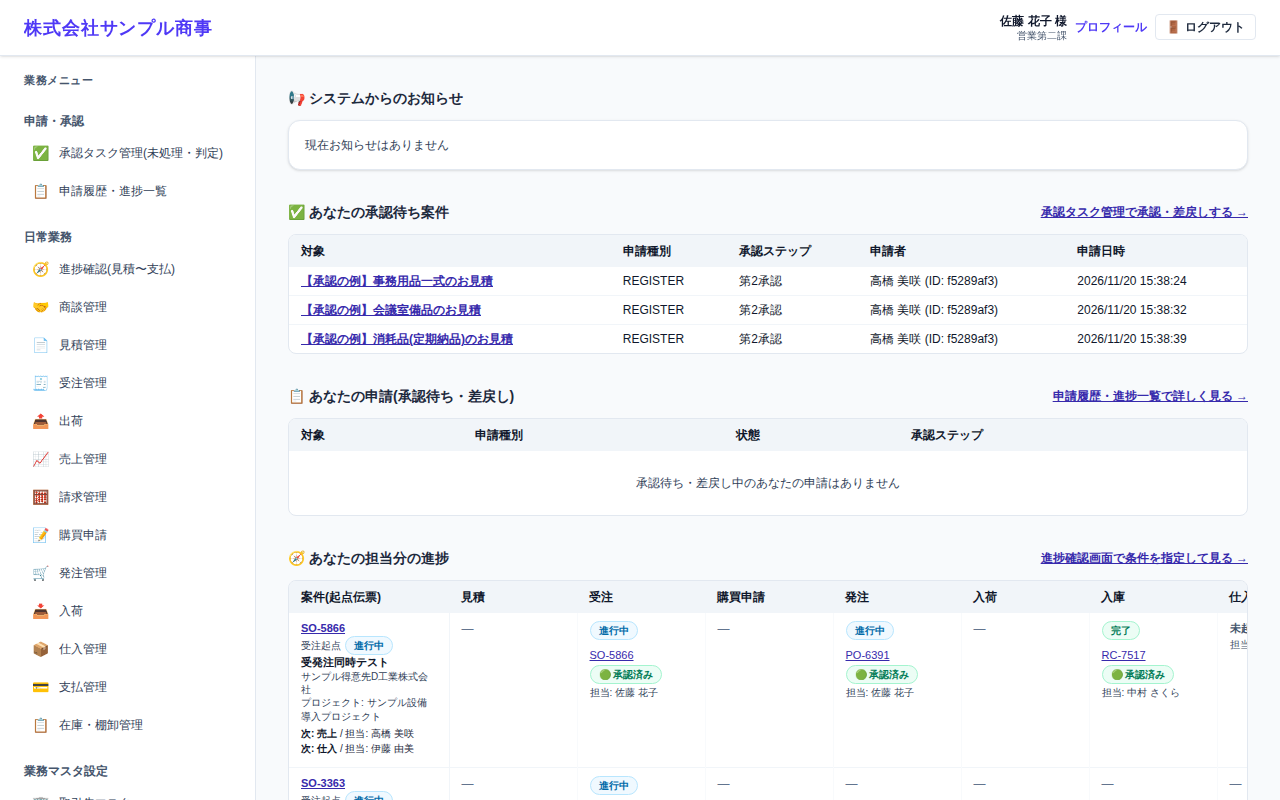 株式会社サンプル商事
佐藤 花子 様
営業第二課
プロフィール
ログアウト
業務メニュー
申請・承認
承認タスク管理(未処理・判定)
申請履歴・進捗一覧
日常業務
進捗確認(見積〜支払)
商談管理
見積管理
受注管理
出荷
売上管理
請求管理
購買申請
発注管理
入荷
仕入管理
支払管理
在庫・棚卸管理
業務マスタ設定
システムからのお知らせ
現在お知らせはありません
あなたの承認待ち案件
承認タスク管理で承認・差戻しする →
対象 申請種別 承認ステップ 申請者 申請日時
【承認の例】事務用品一式のお見積 REGISTER 第2承認 高橋 美咲 (ID: f5289af3) 2026/11/20 15:38:24
【承認の例】会議室備品のお見積 REGISTER 第2承認 高橋 美咲 (ID: f5289af3) 2026/11/20 15:38:32
【承認の例】消耗品(定期納品)のお見積 REGISTER 第2承認 高橋 美咲 (ID: f5289af3) 2026/11/20 15:38:39
あなたの申請(承認待ち・差戻し)
申請履歴・進捗一覧で詳しく見る →
対象 申請種別 状態 承認ステップ
承認待ち・差戻し中のあなたの申請はありません
あなたの担当分の進捗
進捗確認画面で条件を指定して見る →
案件(起点伝票) 見積 受注 購買申請 発注 入荷 入庫 仕入
SO-5866
受注起点 進行中
受発注同時テスト
サンプル得意先D工業株式会
社
プロジェクト: サンプル設備
導入プロジェクト
次: 売上 / 担当: 高橋 美咲
次: 仕入 / 担当: 伊藤 由美
—
進行中
SO-5866
承認済み
担当: 佐藤 花子
—
進行中
PO-6391
承認済み
担当: 佐藤 花子
—
完了
RC-7517
承認済み
担当: 中村 さくら
担当
SO-3363
受注起点 進行中
—
進行中
—
—
—
—
—